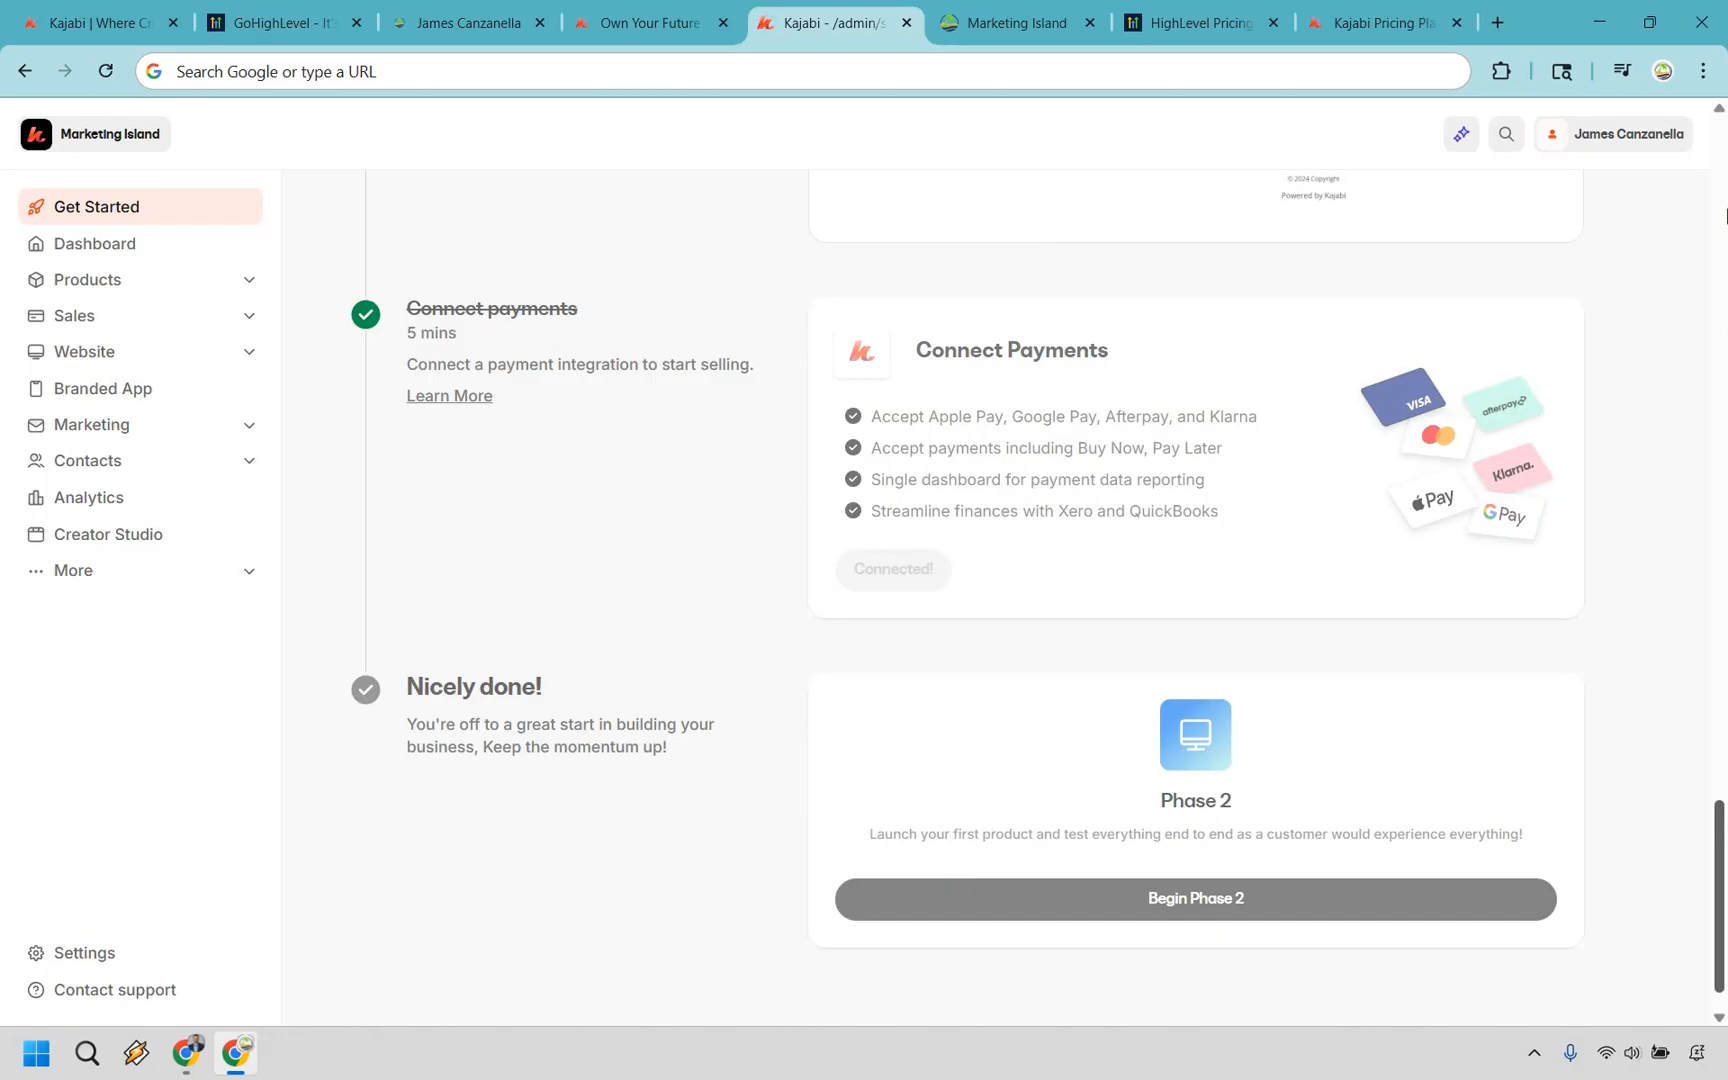 Kajabi | Where Cr
GoHighLevel - It'
James Canzanella
Own Your Future
Kajabi - /admin/s
Marketing Island
HighLevel Pricing
Kajabi Pricing Pla
Search Google or type a URL
Marketing Island
James Canzanella
Get Started
Dashboard
Products
Sales
Website
Branded App
Marketing
Contacts
Analytics
Creator Studio
More
Settings
Contact support
© 2024 Copyright
Powered by Kajabi
Connect payments
5 mins
Connect a payment integration to start selling.
Learn More
Connect Payments
Accept Apple Pay, Google Pay, Afterpay, and Klarna
Accept payments including Buy Now, Pay Later
Single dashboard for payment data reporting
Streamline finances with Xero and QuickBooks
Connected!
VISA
afterpay
Klarna.
Pay
G Pay
Nicely done!
You're off to a great start in building your
business, Keep the momentum up!
Phase 2
Launch your first product and test everything end to end as a customer would experience everything!
Begin Phase 2